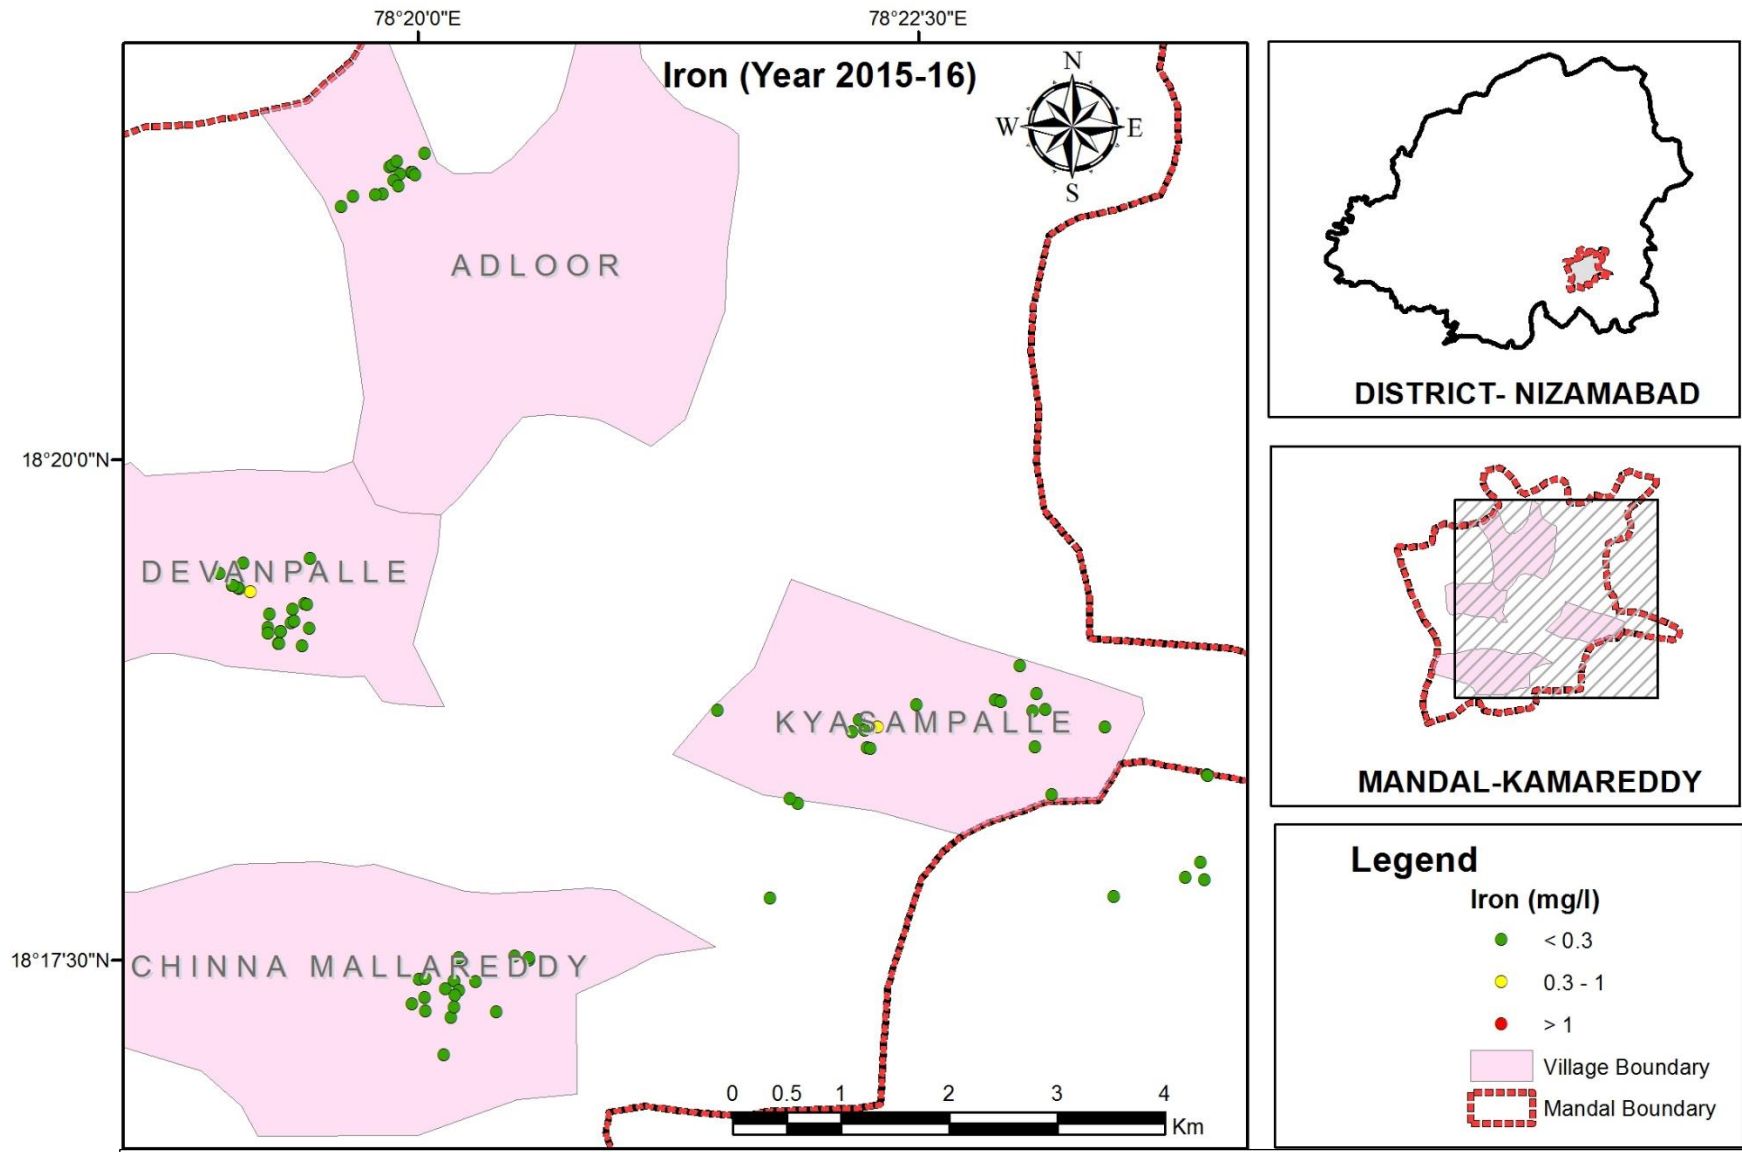 78°20'0"E
78°22'30"E
Iron (Year 2015-16)
N
W
E
S
ADLOOR
18°20'0"N
DEVANPALLE
KYASAMPALLE
18°17'30"N
CHINNA MALLAREDDY
0 0.5 1 2 3 4
Km
DISTRICT- NIZAMABAD
MANDAL-KAMAREDDY
Legend
Iron (mg/l)
< 0.3
0.3 - 1
> 1
Village Boundary
Mandal Boundary